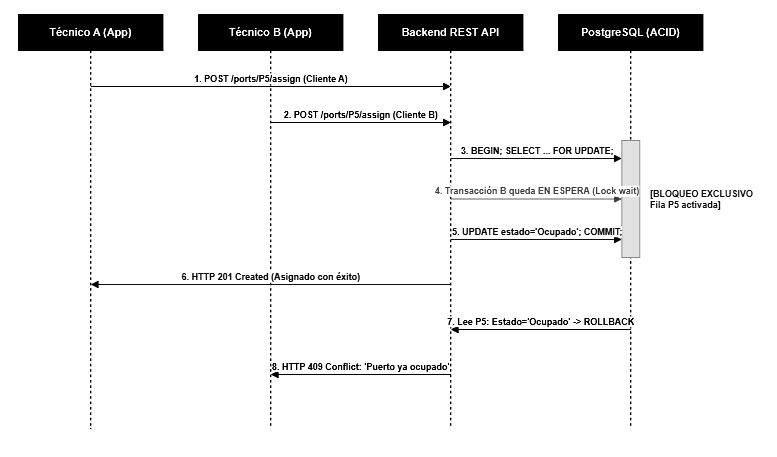 Técnico A (App)
Técnico B (App)
Backend REST API
PostgreSQL (ACID)
1. POST /ports/P5/assign (Cliente A)
2. POST /ports/P5/assign (Cliente B)
3. BEGIN; SELECT ... FOR UPDATE;
4. Transacción B queda EN ESPERA (Lock wait)
[BLOQUEO EXCLUSIVO
Fila P5 activada]
5. UPDATE estado='Ocupado'; COMMIT;
6. HTTP 201 Created (Asignado con éxito)
7. Lee P5: Estado='Ocupado' -> ROLLBACK
8. HTTP 409 Conflict: 'Puerto ya ocupado'